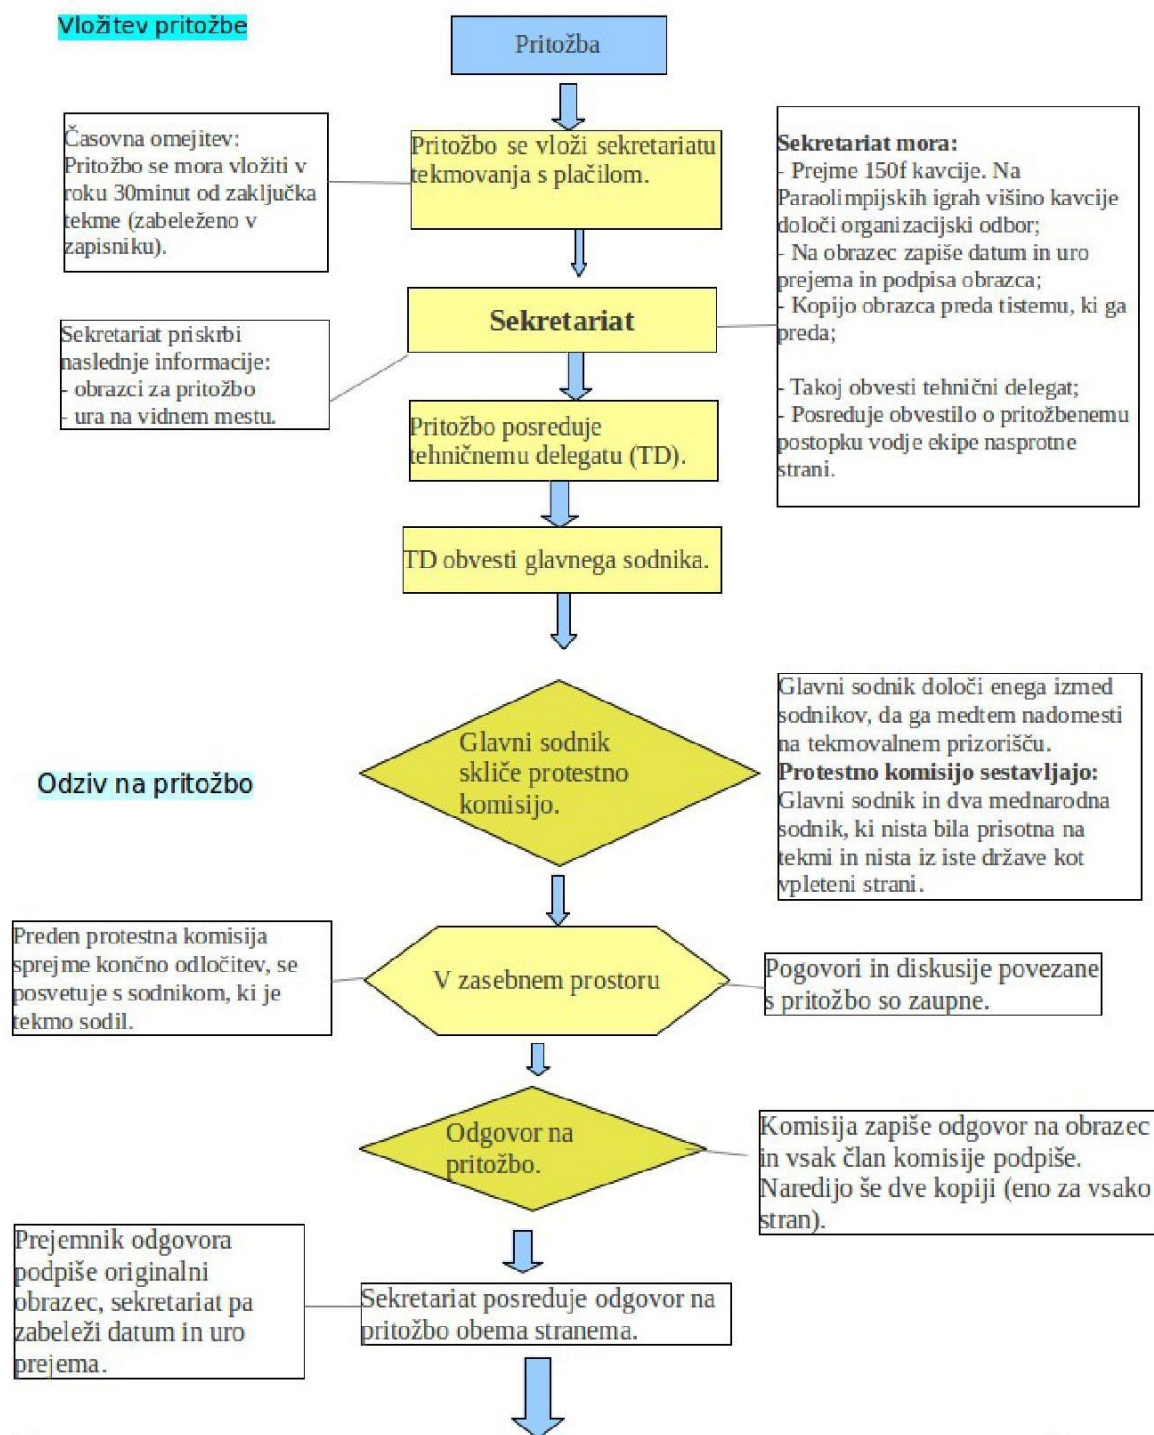 Vložitev pritožbe
Pritožba
Časovna omejitev:
Pritožbo se mora vložiti v
roku 30minut od zaključka
tekme (zabeleženo v
zapisniku).
Pritožbo se vloži sekretariatu
tekmovanja s plačilom.
Sekretariat mora:
- Prejme 150f kavcije. Na
Paraolimpijskih igrah višino kavcije
določi organizacijski odbor;
- Na obrazec zapiše datum in uro
prejema in podpisa obrazca;
- Kopijo obrazca preda tistemu, ki ga
preda;
- Takoj obvesti tehnični delegat;
- Posreduje obvestilo o pritožbenemu
postopku vodje ekipe nasprotne
strani.
Sekretariat
Sekretariat priskrbi
naslednje informacije:
- obrazci za pritožbo
- ura na vidnem mestu.
Pritožbo posreduje
tehničnemu delegatu (TD).
TD obvesti glavnega sodnika.
Odziv na pritožbo
Glavni sodnik
skliče protestno
komisijo.
Glavni sodnik določi enega izmed
sodnikov, da ga medtem nadomesti
na tekmovalnem prizorišču.
Protestno komisijo sestavljajo:
Glavni sodnik in dva mednarodna
sodnik, ki nista bila prisotna na
tekmi in nista iz iste države kot
vpleteni strani.
Preden protestna komisija
sprejme končno odločitev, se
posvetuje s sodnikom, ki je
tekmo sodil.
V zasebnem prostoru
Pogovori in diskusije povezane
s pritožbo so zaupne.
Odgovor na
pritožbo.
Komisija zapiše odgovor na obrazec
in vsak član komisije podpiše.
Naredijo še dve kopiji (eno za vsako
stran).
Prejemnik odgovora
podpiše originalni
obrazec, sekretariat pa
zabeleži datum in uro
prejema.
Sekretariat posreduje odgovor na
pritožbo obema stranema.